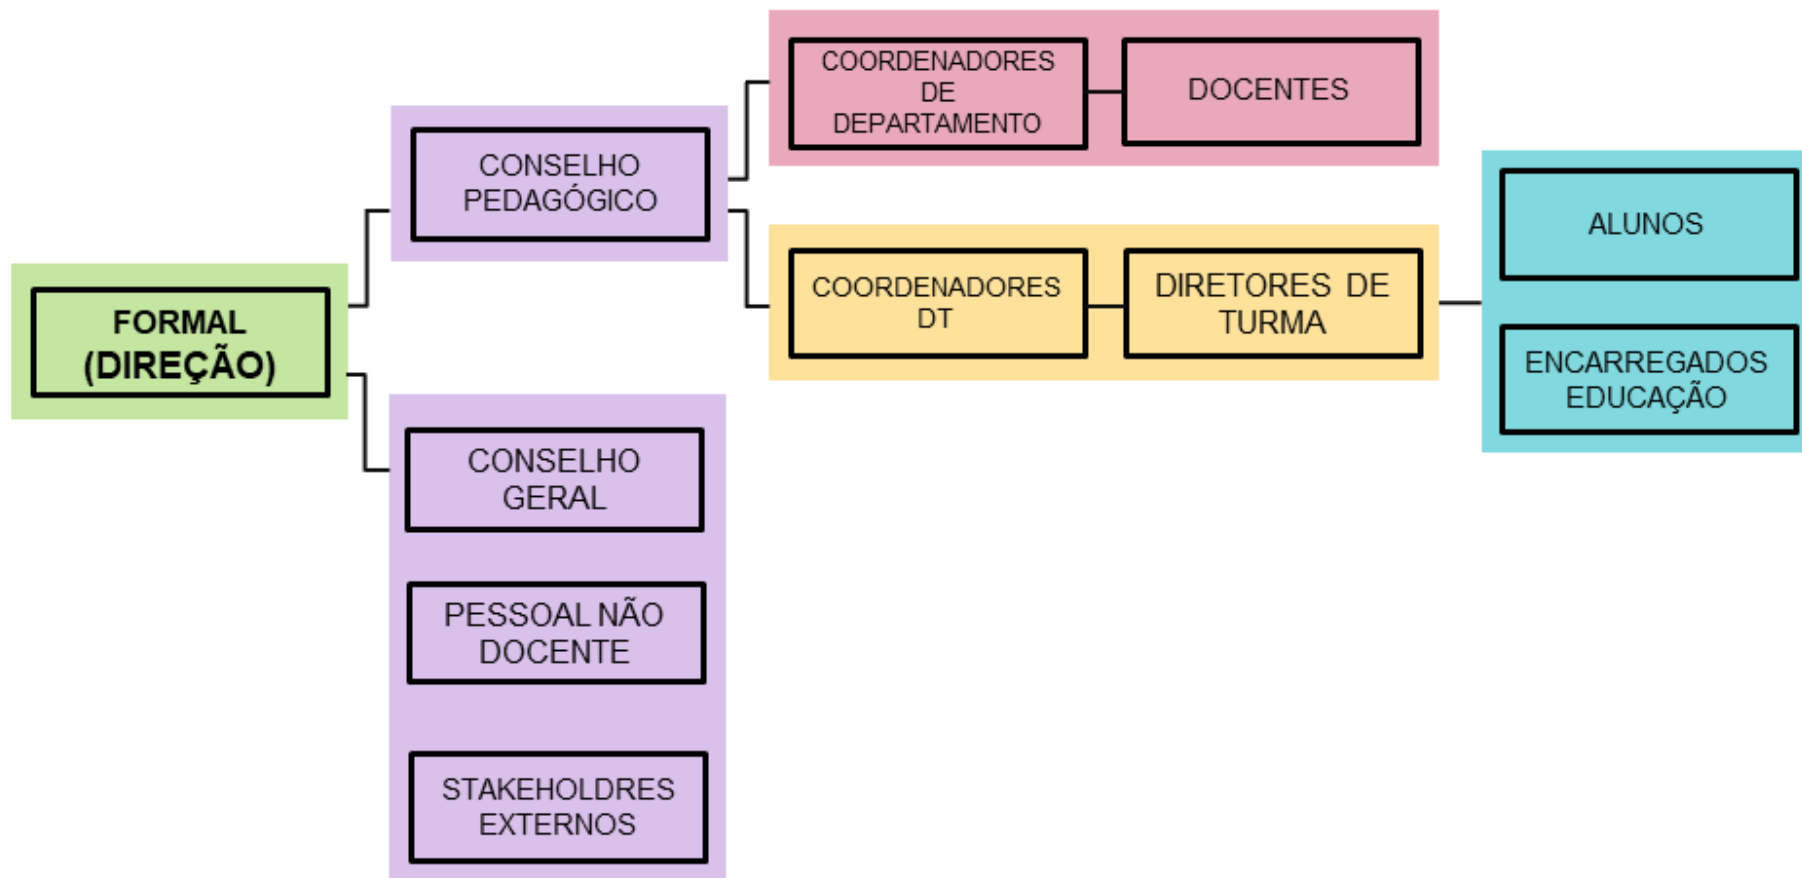 COORDENADORES
DE
DEPARTAMENTO
DOCENTES
CONSELHO
PEDAGÓGICO
ALUNOS
COORDENADORES
DT
DIRETORES DE
TURMA
ENCARREGADOS
EDUCAÇÃO
FORMAL
(DIREÇÃO)
CONSELHO
GERAL
PESSOAL NÃO
DOCENTE
STAKEHOLDRES
EXTERNOS